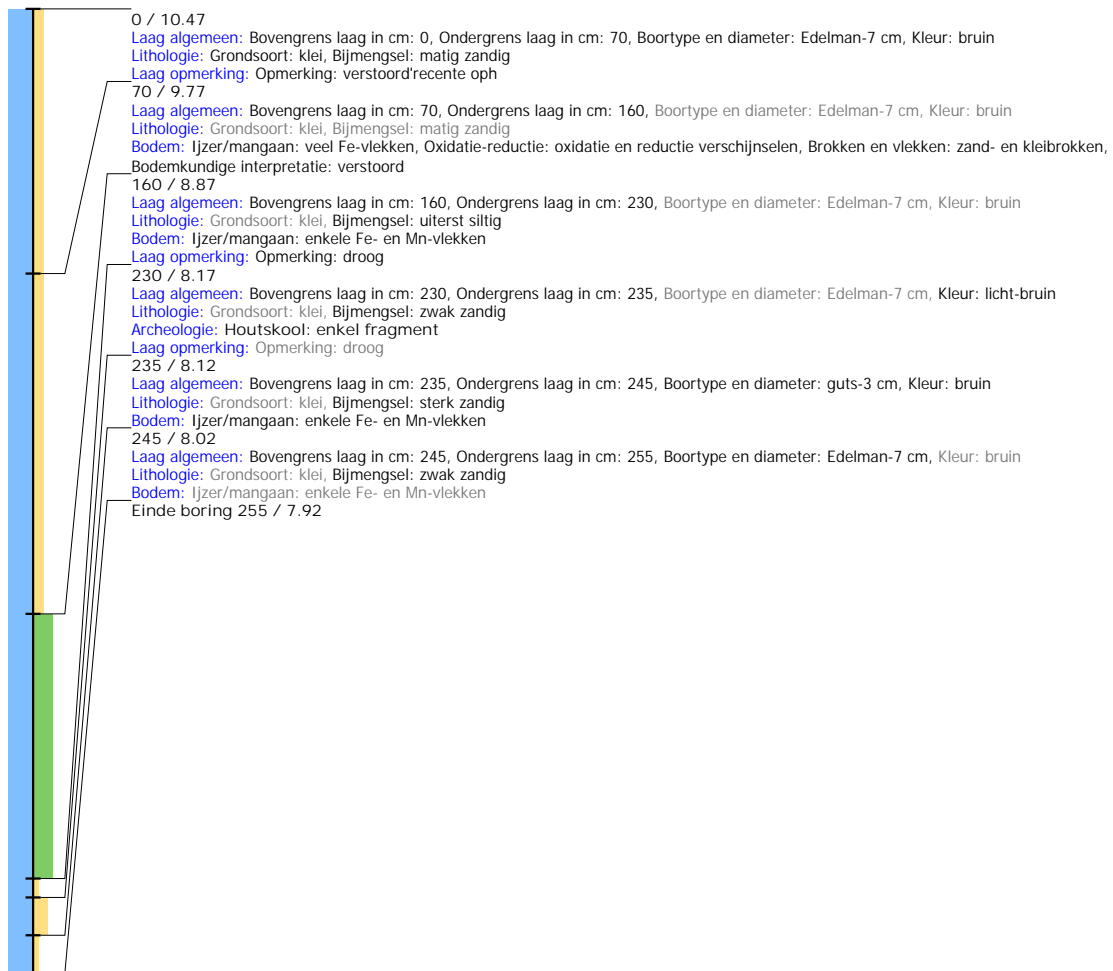 0 / 10.47
Laag algemeen: Bovengrens laag in cm: 0, Ondergrens laag in cm: 70, Boortype en diameter: Edelman-7 cm, Kleur: bruin
Lithologie: Grondsoort: klei, Bijmengsel: matig zandig
Laag opmerking: Opmerking: verstoord'recente oph
70 / 9.77
Laag algemeen: Bovengrens laag in cm: 70, Ondergrens laag in cm: 160, Boortype en diameter: Edelman-7 cm, Kleur: bruin
Lithologie: Grondsoort: klei, Bijmengsel: matig zandig
Bodem: Ijzer/mangaan: veel Fe-vlekken, Oxidatie-reductie: oxidatie en reductie verschijnselen, Brokken en vlekken: zand- en kleibrokken,
Bodemkundige interpretatie: verstoord
160 / 8.87
Laag algemeen: Bovengrens laag in cm: 160, Ondergrens laag in cm: 230, Boortype en diameter: Edelman-7 cm, Kleur: bruin
Lithologie: Grondsoort: klei, Bijmengsel: uiterst siltig
Bodem: Ijzer/mangaan: enkele Fe- en Mn-vlekken
Laag opmerking: Opmerking: droog
230 / 8.17
Laag algemeen: Bovengrens laag in cm: 230, Ondergrens laag in cm: 235, Boortype en diameter: Edelman-7 cm, Kleur: licht-bruin
Lithologie: Grondsoort: klei, Bijmengsel: zwak zandig
Archeologie: Houtskool: enkel fragment
Laag opmerking: Opmerking: droog
235 / 8.12
Laag algemeen: Bovengrens laag in cm: 235, Ondergrens laag in cm: 245, Boortype en diameter: guts-3 cm, Kleur: bruin
Lithologie: Grondsoort: klei, Bijmengsel: sterk zandig
Bodem: Ijzer/mangaan: enkele Fe- en Mn-vlekken
245 / 8.02
Laag algemeen: Bovengrens laag in cm: 245, Ondergrens laag in cm: 255, Boortype en diameter: Edelman-7 cm, Kleur: bruin
Lithologie: Grondsoort: klei, Bijmengsel: zwak zandig
Bodem: Ijzer/mangaan: enkele Fe- en Mn-vlekken
Einde boring 255 / 7.92